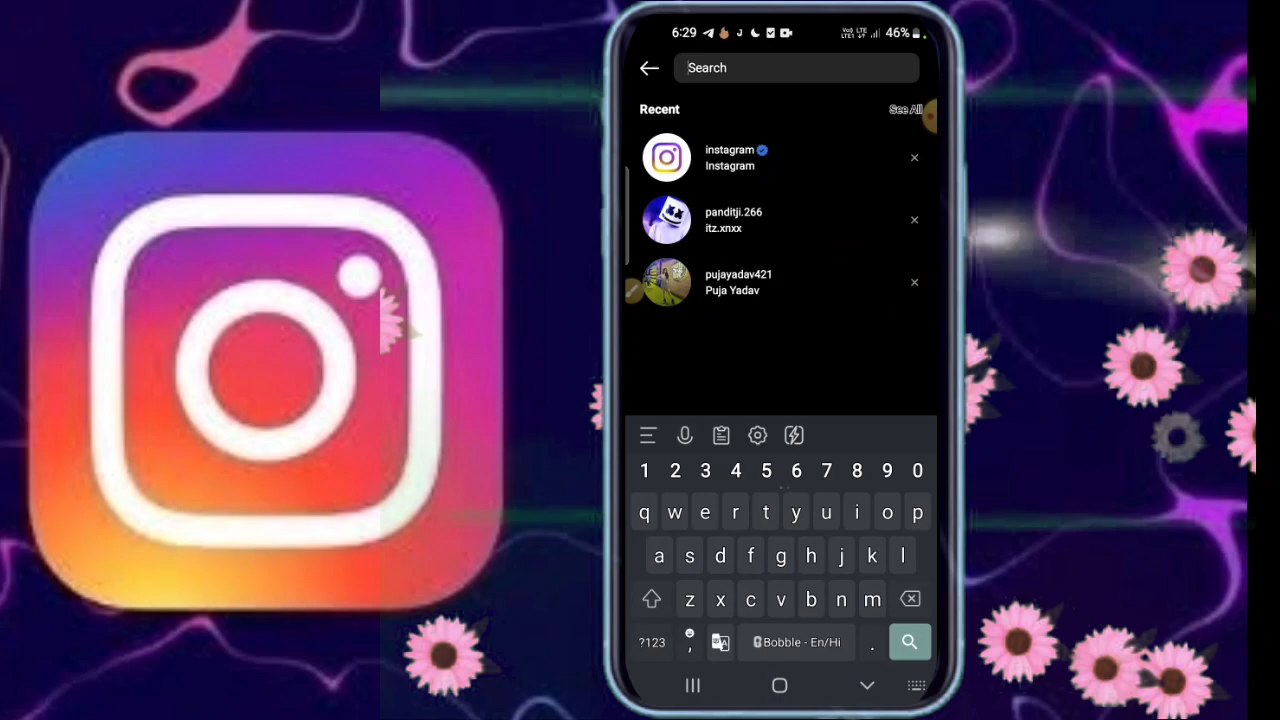 6:29 46%
Search
Recent See All
instagram
Instagram
panditji.266
itz.xnxx
pujayadav421
Puja Yadav
1 2 3 4 5 6 7 8 9 0
q w e r t y u i o p
a s d f g h j k l
z x c v b n m
?123 , Bobble - En/Hi .